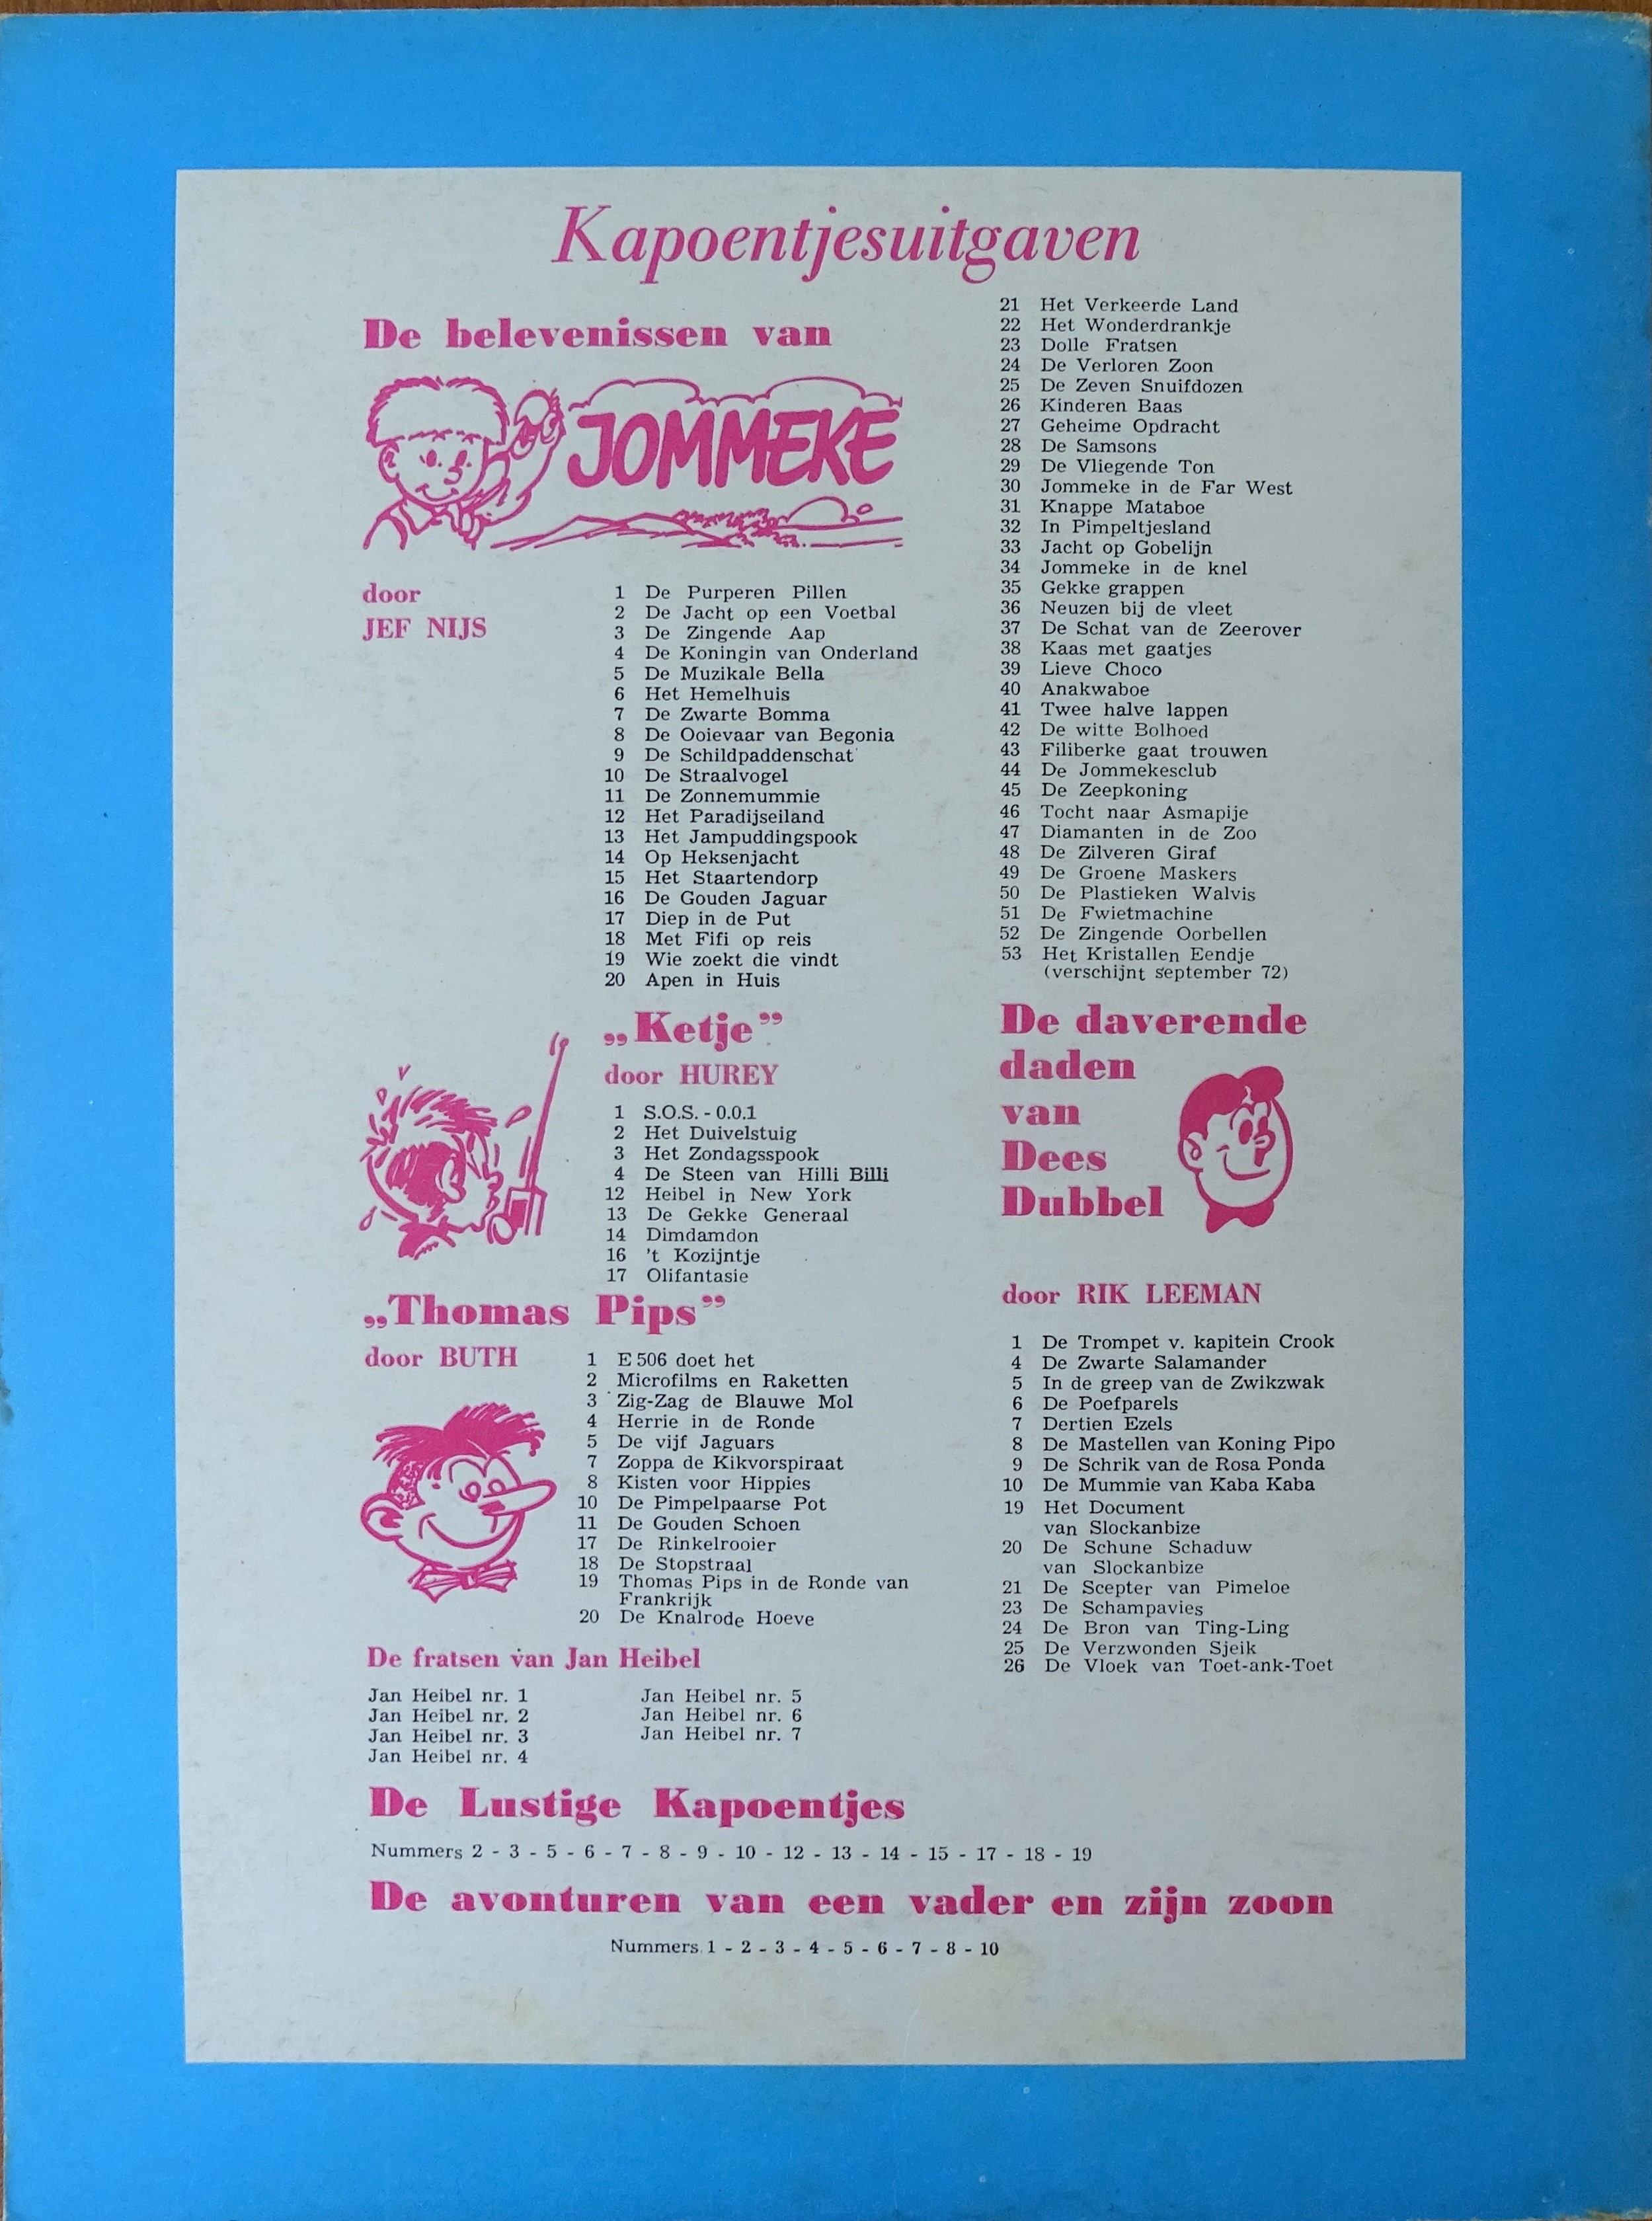 Kapoentjesuitgaven
De belevenissen van
JOMMEKE
door
JEF NIJS
1 De Purperen Pillen
2 De Jacht op een Voetbal
3 De Zingende Aap
4 De Koningin van Onderland
5 De Muzikale Bella
6 Het Hemelhuis
7 De Zwarte Bomma
8 De Ooievaar van Begonia
9 De Schildpaddenschat
10 De Straalvogel
11 De Zonnemummie
12 Het Paradijseiland
13 Het Jampuddingspook
14 Op Heksenjacht
15 Het Staartendorp
16 De Gouden Jaguar
17 Diep in de Put
18 Met Fifi op reis
19 Wie zoekt die vindt
20 Apen in Huis
21 Het Verkeerde Land
22 Het Wonderdrankje
23 Dolle Fratsen
24 De Verloren Zoon
25 De Zeven Snuifdozen
26 Kinderen Baas
27 Geheime Opdracht
28 De Samsons
29 De Vliegende Ton
30 Jommeke in de Far West
31 Knappe Mataboe
32 In Pimpeltjesland
33 Jacht op Gobelijn
34 Jommeke in de knel
35 Gekke grappen
36 Neuzen bij de vleet
37 De Schat van de Zeerover
38 Kaas met gaatjes
39 Lieve Choco
40 Anakwaboe
41 Twee halve lappen
42 De witte Bolhoed
43 Filiberke gaat trouwen
44 De Jommekesclub
45 De Zeepkoning
46 Tocht naar Asmapije
47 Diamanten in de Zoo
48 De Zilveren Giraf
49 De Groene Maskers
50 De Plastieken Walvis
51 De Fwietmachine
52 De Zingende Oorbellen
53 Het Kristallen Eendje
(verschijnt september 72)
„Ketje”
door HUREY
1 S.O.S. - 0.0.1
2 Het Duivelstuig
3 Het Zondagsspook
4 De Steen van Hilli Billi
12 Heibel in New York
13 De Gekke Generaal
14 Dimdamdon
16 't Kozijntje
17 Olifantasie
„Thomas Pips”
door BUTH
1 E 506 doet het
2 Microfilms en Raketten
3 Zig-Zag de Blauwe Mol
4 Herrie in de Ronde
5 De vijf Jaguars
7 Zoppa de Kikvorspiraat
8 Kisten voor Hippies
10 De Pimpelpaarse Pot
11 De Gouden Schoen
17 De Rinkelrooier
18 De Stopstraal
19 Thomas Pips in de Ronde van
Frankrijk
20 De Knalrode Hoeve
De daverende
daden
van
Dees
Dubbel
door RIK LEEMAN
1 De Trompet v. kapitein Crook
4 De Zwarte Salamander
5 In de greep van de Zwikzwak
6 De Poefparels
7 Dertien Ezels
8 De Mastellen van Koning Pipo
9 De Schrik van de Rosa Ponda
10 De Mummie van Kaba Kaba
19 Het Document
van Slockanbize
20 De Schune Schaduw
van Slockanbize
21 De Scepter van Pimeloe
23 De Schampavies
24 De Bron van Ting-Ling
25 De Verzwonden Sjeik
26 De Vloek van Toet-ank-Toet
De fratsen van Jan Heibel
Jan Heibel nr. 1
Jan Heibel nr. 2
Jan Heibel nr. 3
Jan Heibel nr. 4
Jan Heibel nr. 5
Jan Heibel nr. 6
Jan Heibel nr. 7
De Lustige Kapoentjes
Nummers 2 - 3 - 5 - 6 - 7 - 8 - 9 - 10 - 12 - 13 - 14 - 15 - 17 - 18 - 19
De avonturen van een vader en zijn zoon
Nummers 1 - 2 - 3 - 4 - 5 - 6 - 7 - 8 - 10